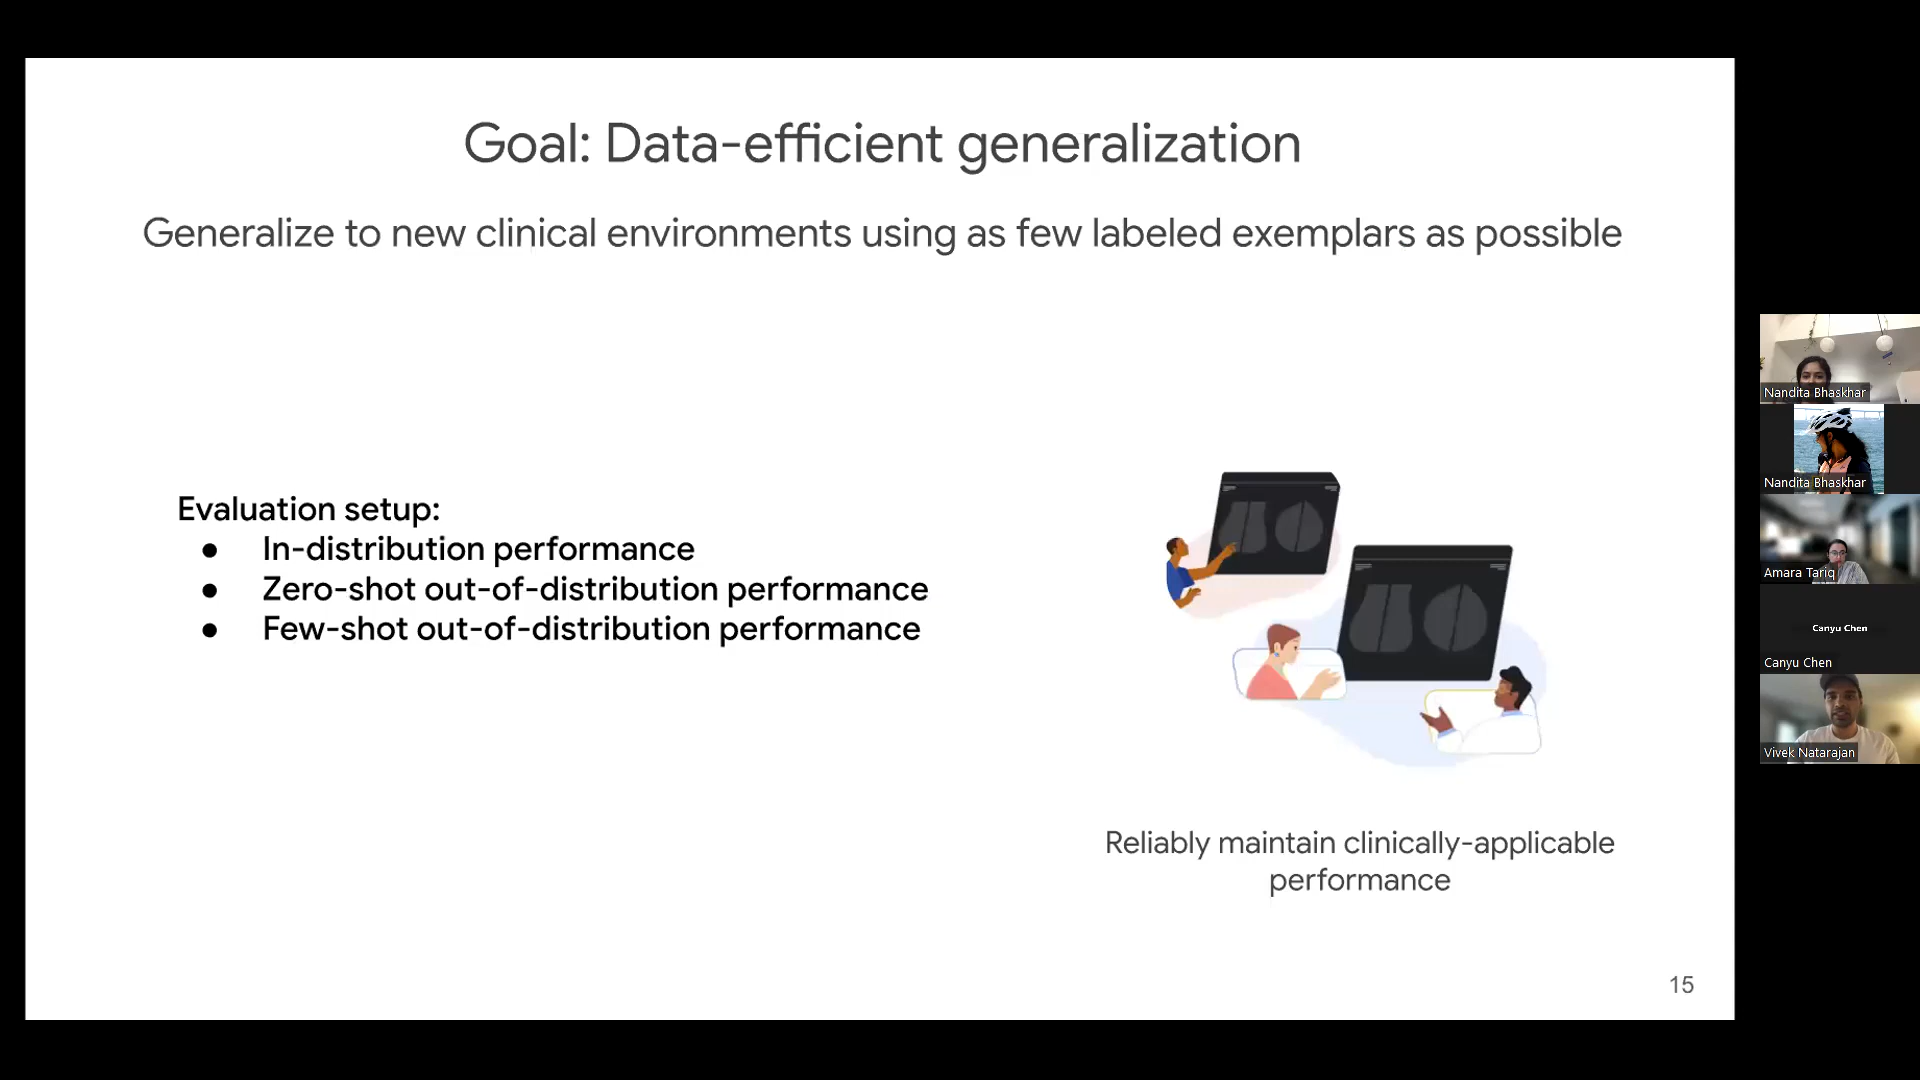 Goal: Data-efficient generalization
Generalize to new clinical environments using as few labeled exemplars as possible
Evaluation setup:
● In-distribution performance
● Zero-shot out-of-distribution performance
● Few-shot out-of-distribution performance
Reliably maintain clinically-applicable
performance
15
Nandita Bhaskhar
Nandita Bhaskhar
Amara Tariq
Canyu Chen
Canyu Chen
Vivek Natarajan